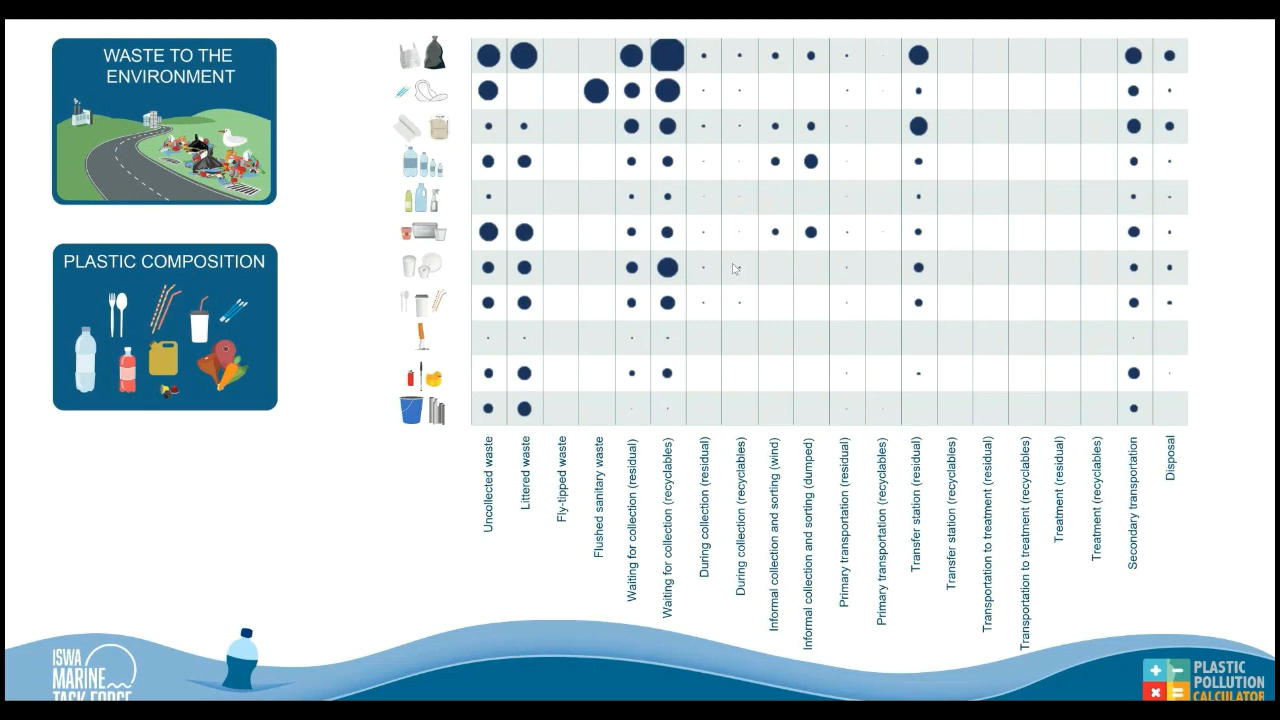 WASTE TO THE
ENVIRONMENT
PLASTIC COMPOSITION
Uncollected waste
Littered waste
Fly-tipped waste
Flushed sanitary waste
Waiting for collection (residual)
Waiting for collection (recyclables)
During collection (residual)
During collection (recyclables)
Informal collection and sorting (wind)
Informal collection and sorting (dumped)
Primary transportation (residual)
Primary transportation (recyclables)
Transfer station (residual)
Transfer station (recyclables)
Transportation to treatment (residual)
Transportation to treatment (recyclables)
Treatment (residual)
Treatment (recyclables)
Secondary transportation
Disposal
ISWA
MARINE
TASK FORCE
PLASTIC
POLLUTION
CALCULATOR